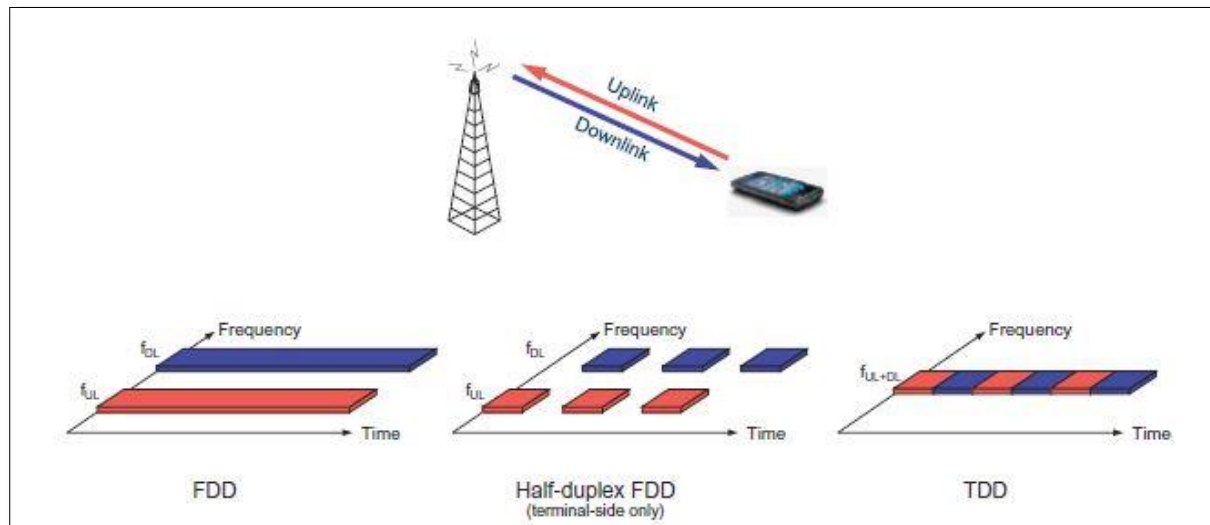 Uplink
Downlink
Frequency
f_DL
f_UL
Time
FDD
Frequency
f_DL
f_UL
Time
Half-duplex FDD
(terminal-side only)
Frequency
f_UL+DL
Time
TDD